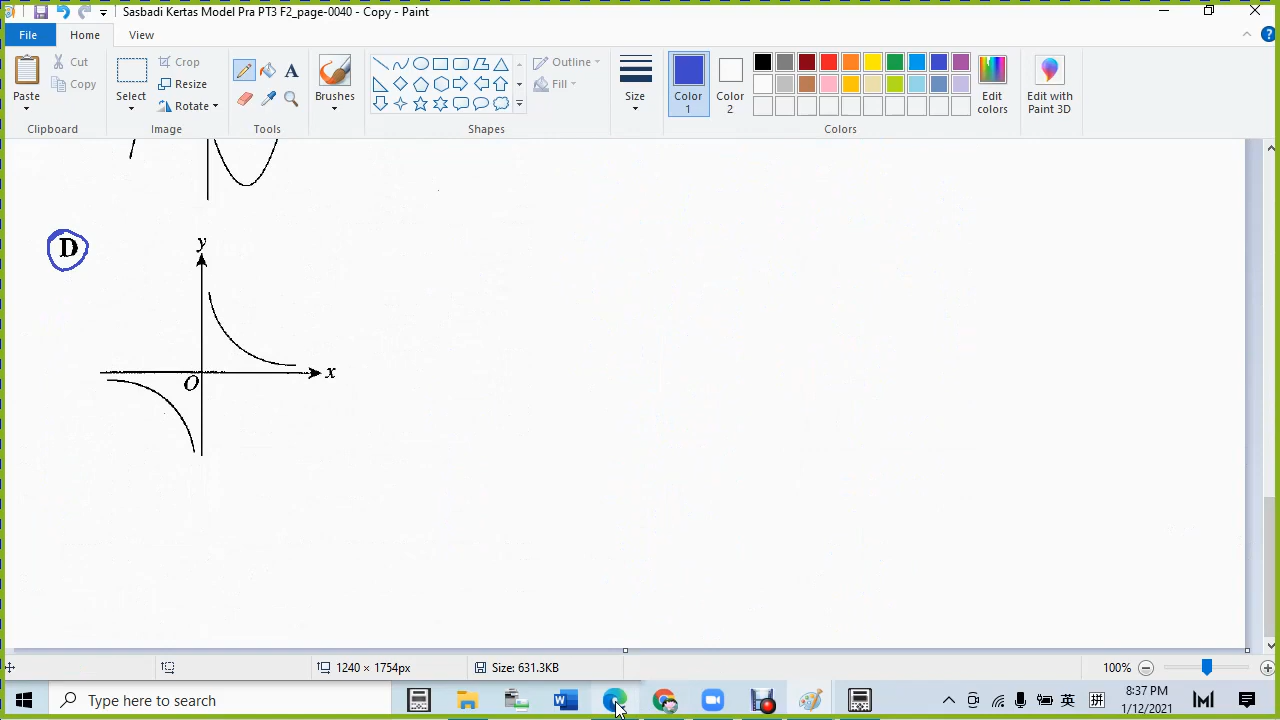 Sasbadi Kertas Model Pra PT3 F2_page-0040 - Copy - Paint
File Home View
Paste Cut Copy Clipboard
Select Crop Resize Rotate Image
A Tools
Brushes
Outline Fill Shapes
Size
Color 1 Color 2 Edit colors Colors
Edit with Paint 3D
D
y
O x
1240 × 1754px Size: 631.3KB 100%
Type here to search
英 拼
:37 PM
1/12/2021